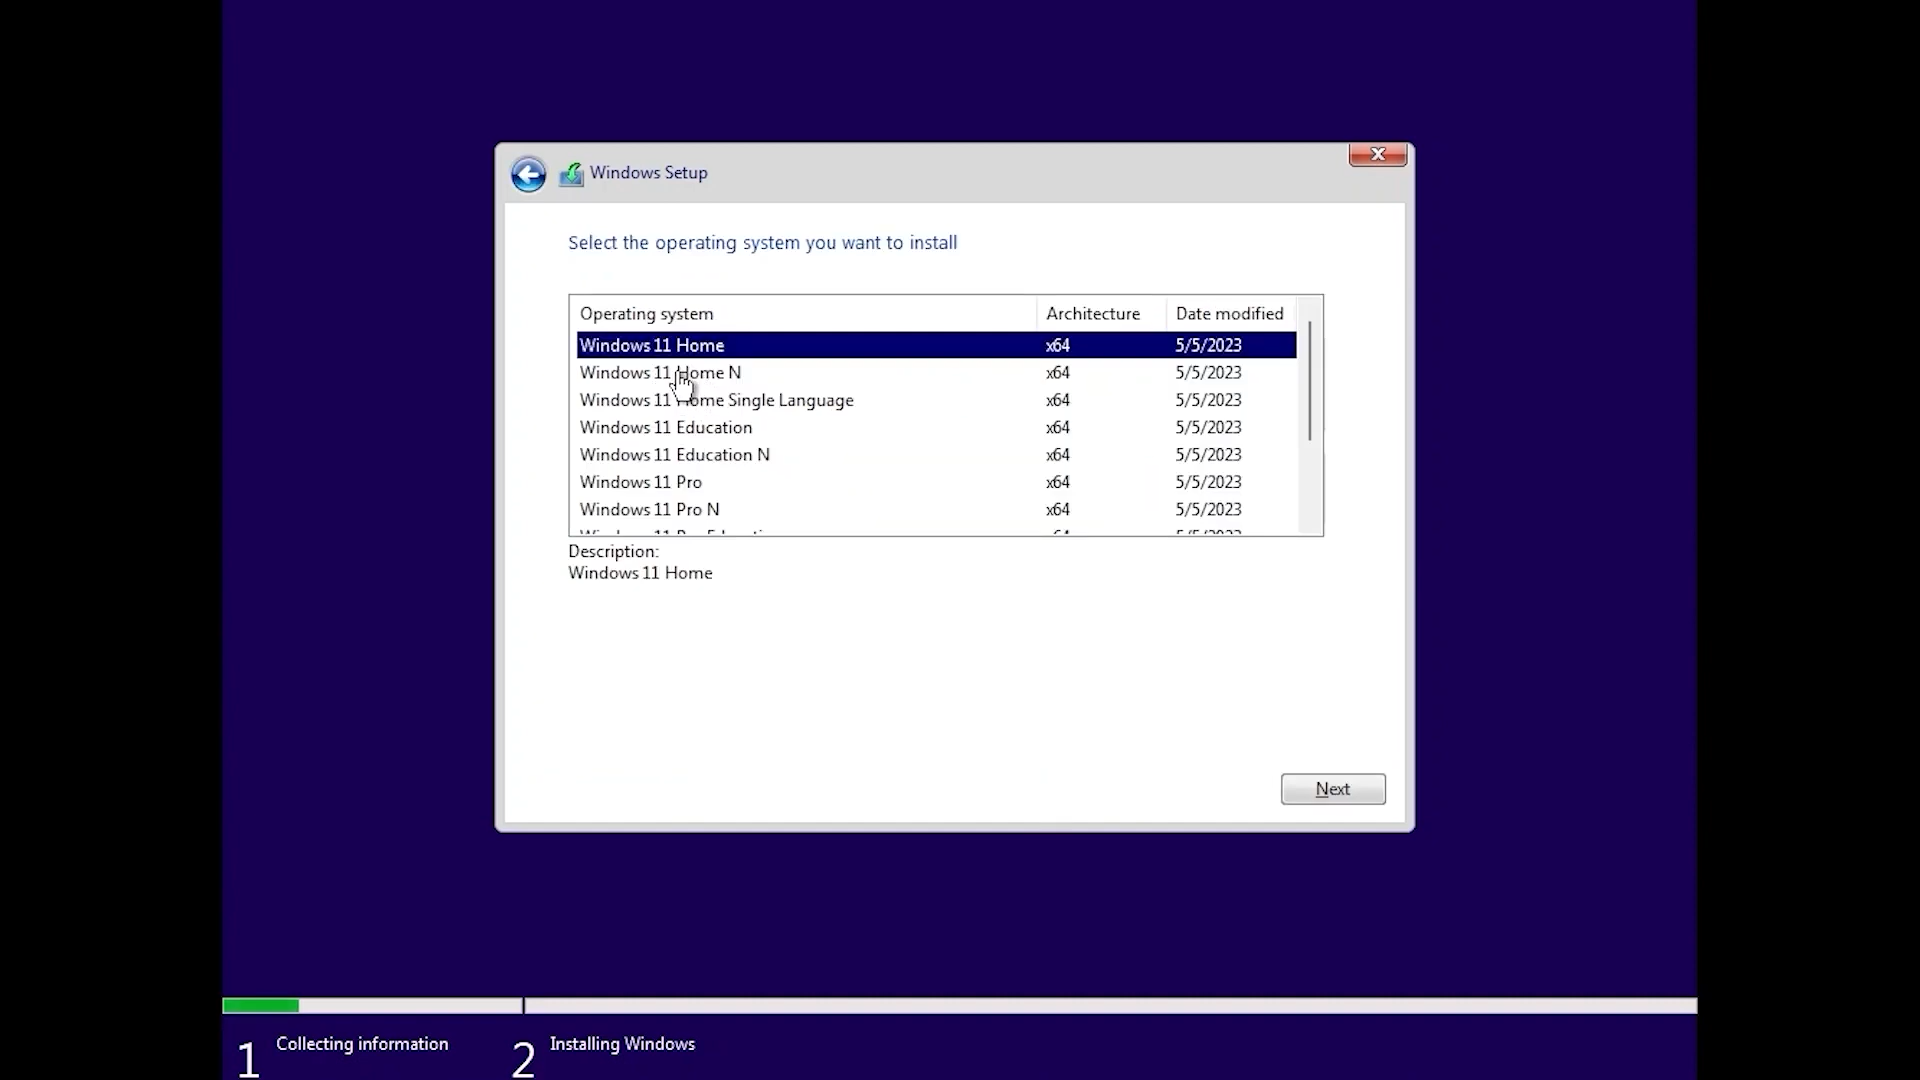 Windows Setup
Select the operating system you want to install
Operating system Architecture Date modified
Windows 11 Home x64 5/5/2023
Windows 11 Home N x64 5/5/2023
Windows 11 Home Single Language x64 5/5/2023
Windows 11 Education x64 5/5/2023
Windows 11 Education N x64 5/5/2023
Windows 11 Pro x64 5/5/2023
Windows 11 Pro N x64 5/5/2023
Description:
Windows 11 Home
Next
1 Collecting information 2 Installing Windows